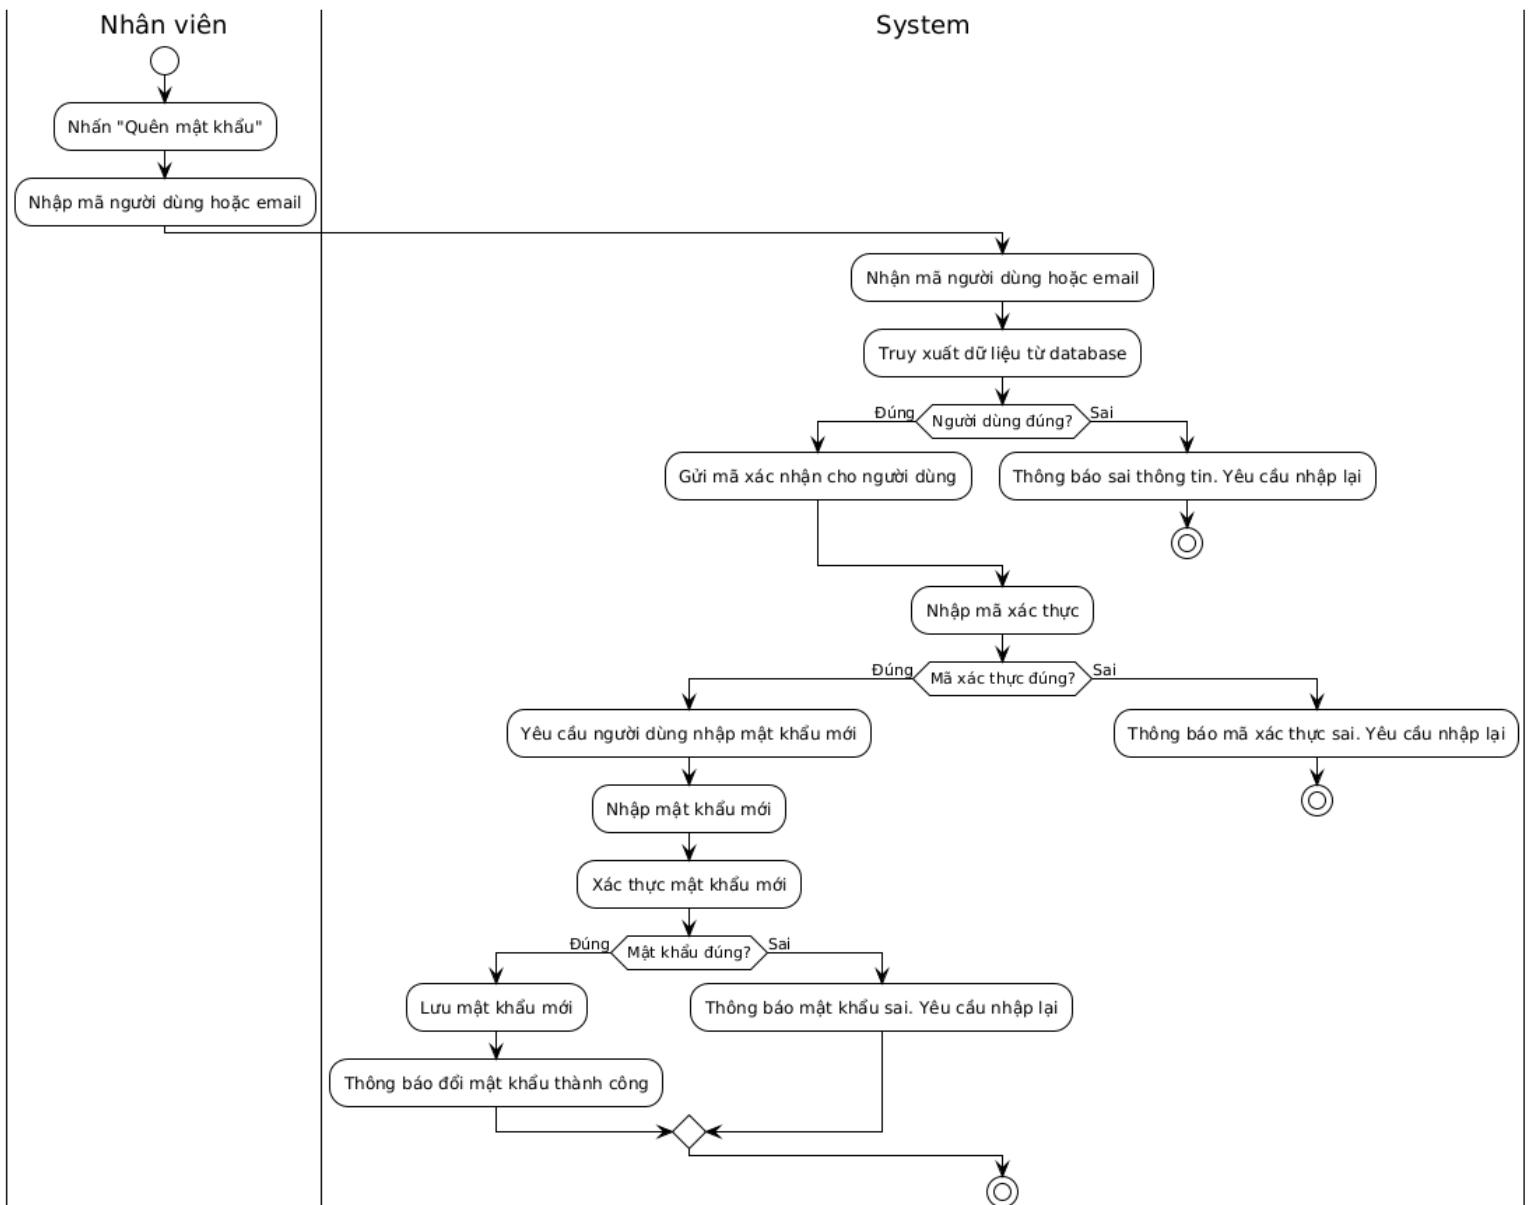 Nhân viên
System
Nhấn "Quên mật khẩu"
Nhập mã người dùng hoặc email
Nhận mã người dùng hoặc email
Truy xuất dữ liệu từ database
Đúng
Người dùng đúng?
Sai
Gửi mã xác nhận cho người dùng
Thông báo sai thông tin. Yêu cầu nhập lại
Nhập mã xác thực
Đúng
Mã xác thực đúng?
Sai
Yêu cầu người dùng nhập mật khẩu mới
Thông báo mã xác thực sai. Yêu cầu nhập lại
Nhập mật khẩu mới
Xác thực mật khẩu mới
Đúng
Mật khẩu đúng?
Sai
Lưu mật khẩu mới
Thông báo mật khẩu sai. Yêu cầu nhập lại
Thông báo đổi mật khẩu thành công